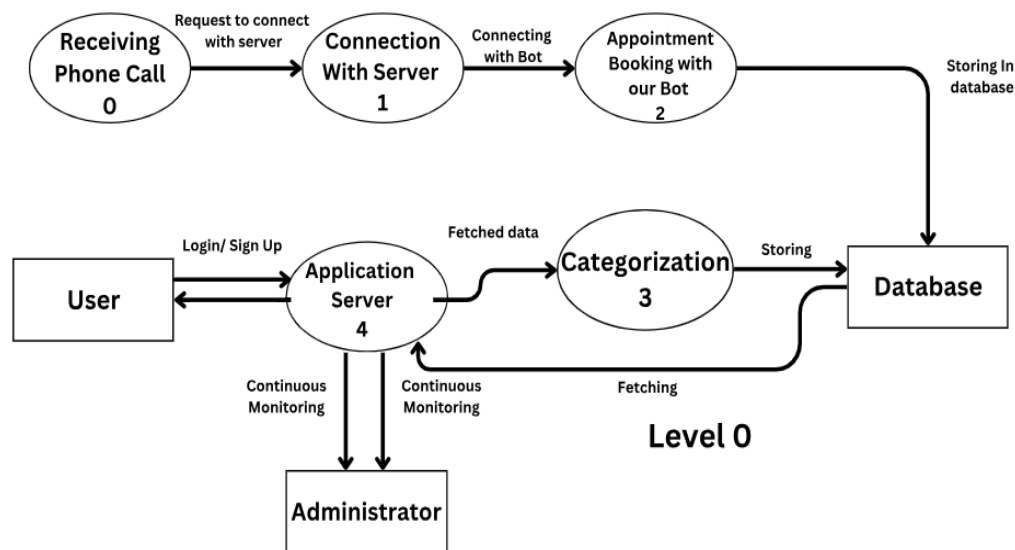 Receiving
Phone Call
0
Request to connect
with server
Connection
With Server
1
Connecting
with Bot
Appointment
Booking with
our Bot
2
Storing In
database
User
Login/ Sign Up
Application
Server
4
Fetched data
Categorization
3
Storing
Database
Fetching
Continuous
Monitoring
Continuous
Monitoring
Level 0
Administrator